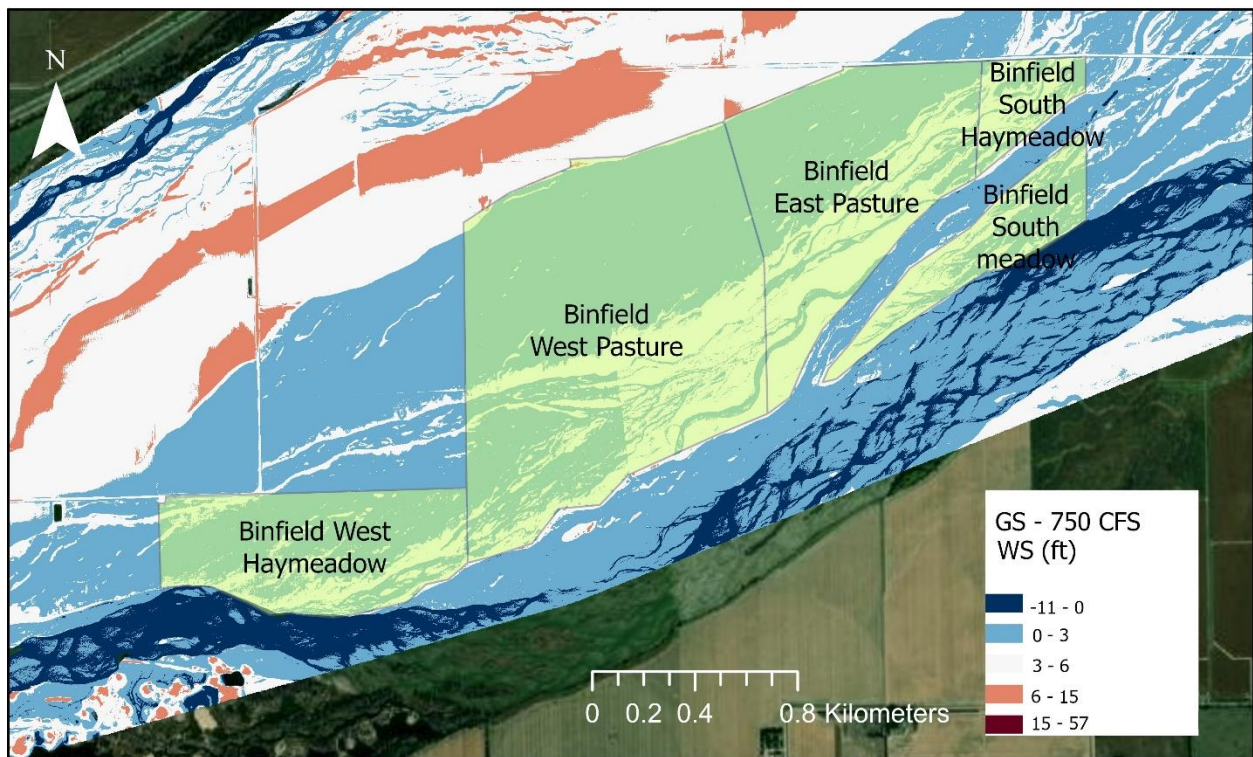 N
Binfield
South
Haymeadow
Binfield
East Pasture
Binfield
South
meadow
Binfield
West Pasture
Binfield West
Haymeadow
GS - 750 CFS
WS (ft)
-11 - 0
0 - 3
3 - 6
6 - 15
15 - 57
0 0.2 0.4 0.8 Kilometers